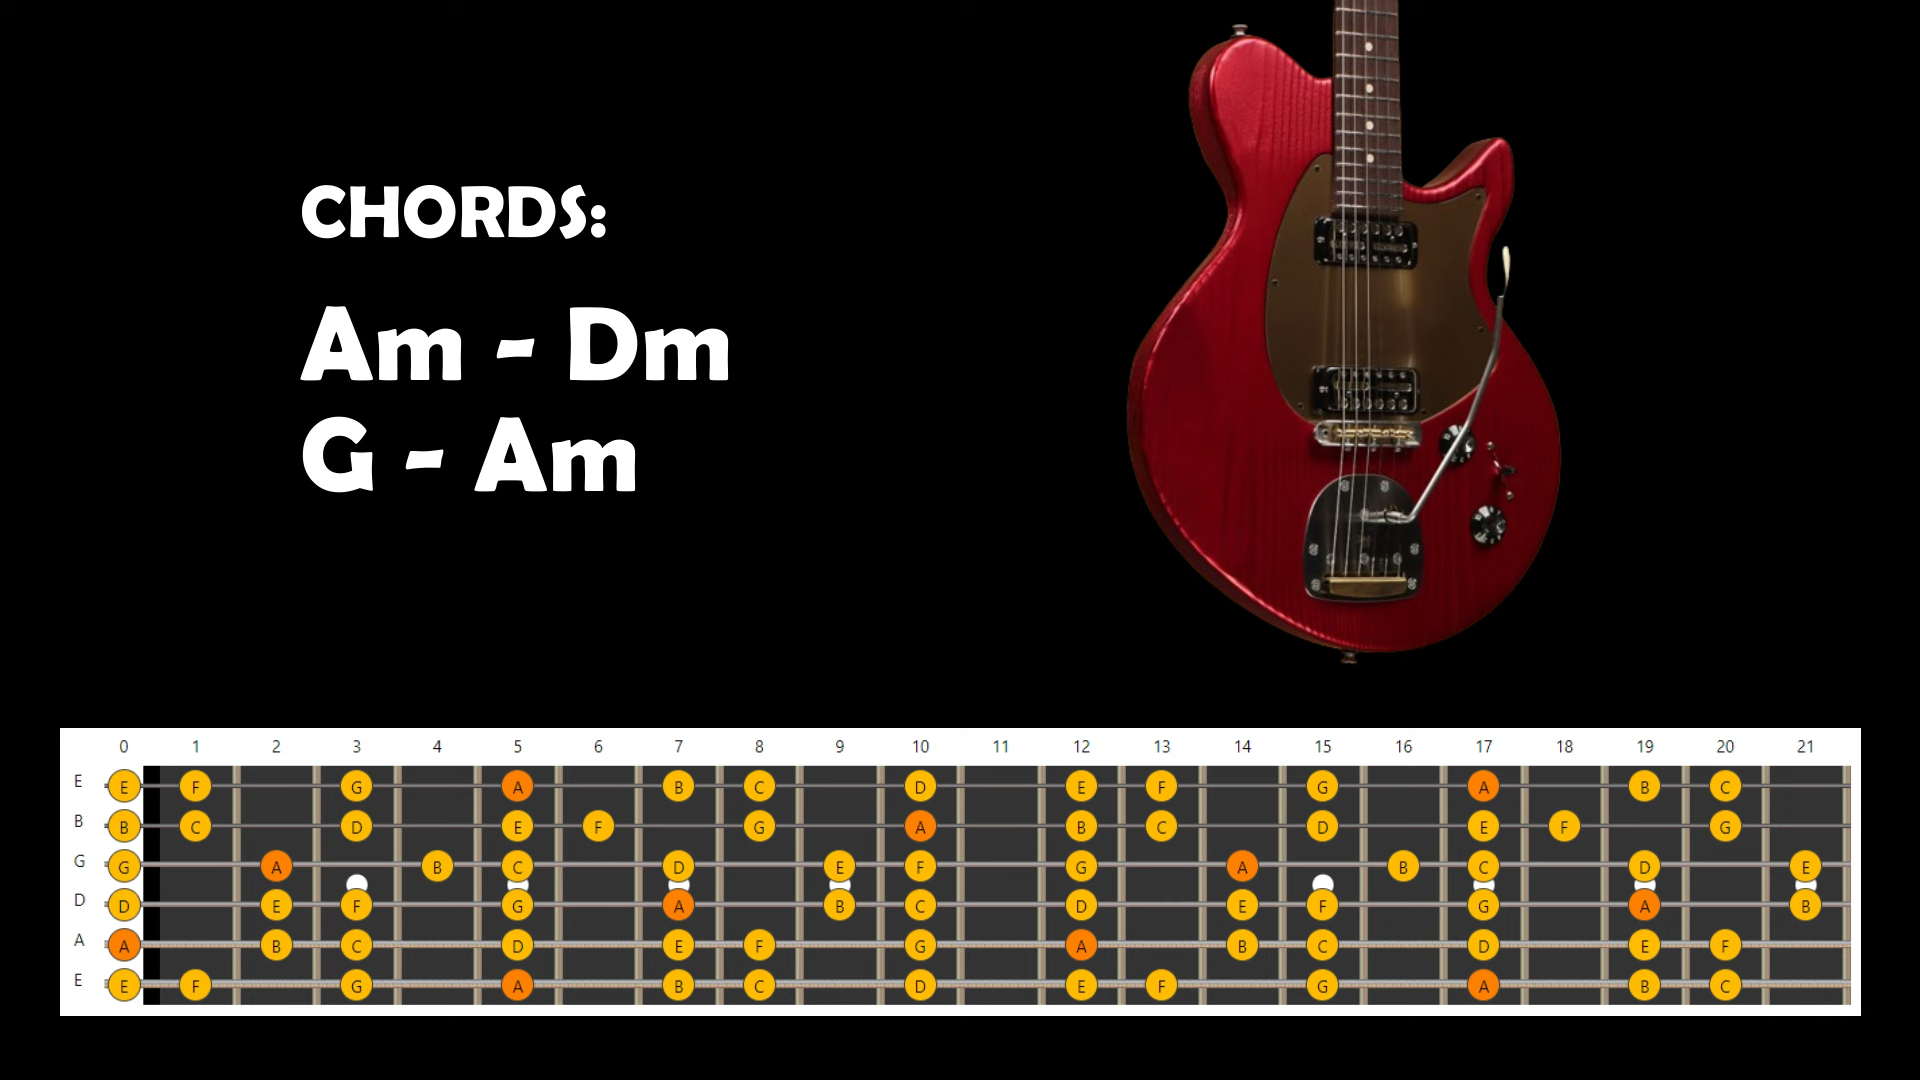 CHORDS:
Am - Dm
G - Am
0 1 2 3 4 5 6 7 8 9 10 11 12 13 14 15 16 17 18 19 20 21
E E F G A B C D E F G A B C
B B C D E F G A B C D E F G
G G A B C D E F G A B C D E
D D E F G A B C D E F G A B
A A B C D E F G A B C D E F
E E F G A B C D E F G A B C